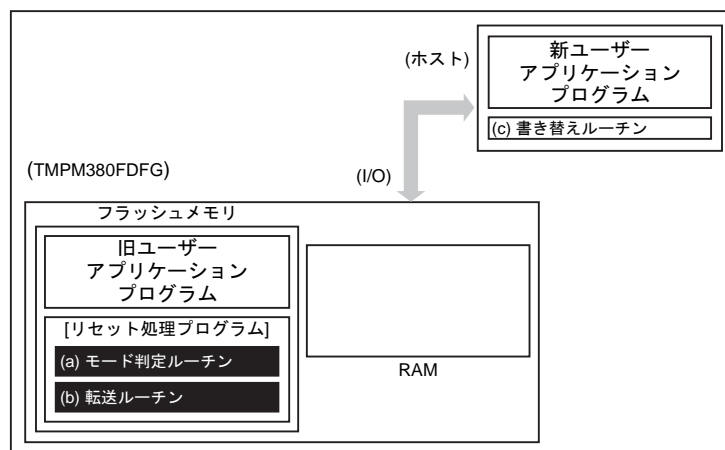 (ホスト)
新ユーザー
アプリケーション
プログラム
(c) 書き替えルーチン
(TMPM380FDFG)
(I/O)
フラッシュメモリ
旧ユーザー
アプリケーション
プログラム
[リセット処理プログラム]
(a) モード判定ルーチン
(b) 転送ルーチン
RAM